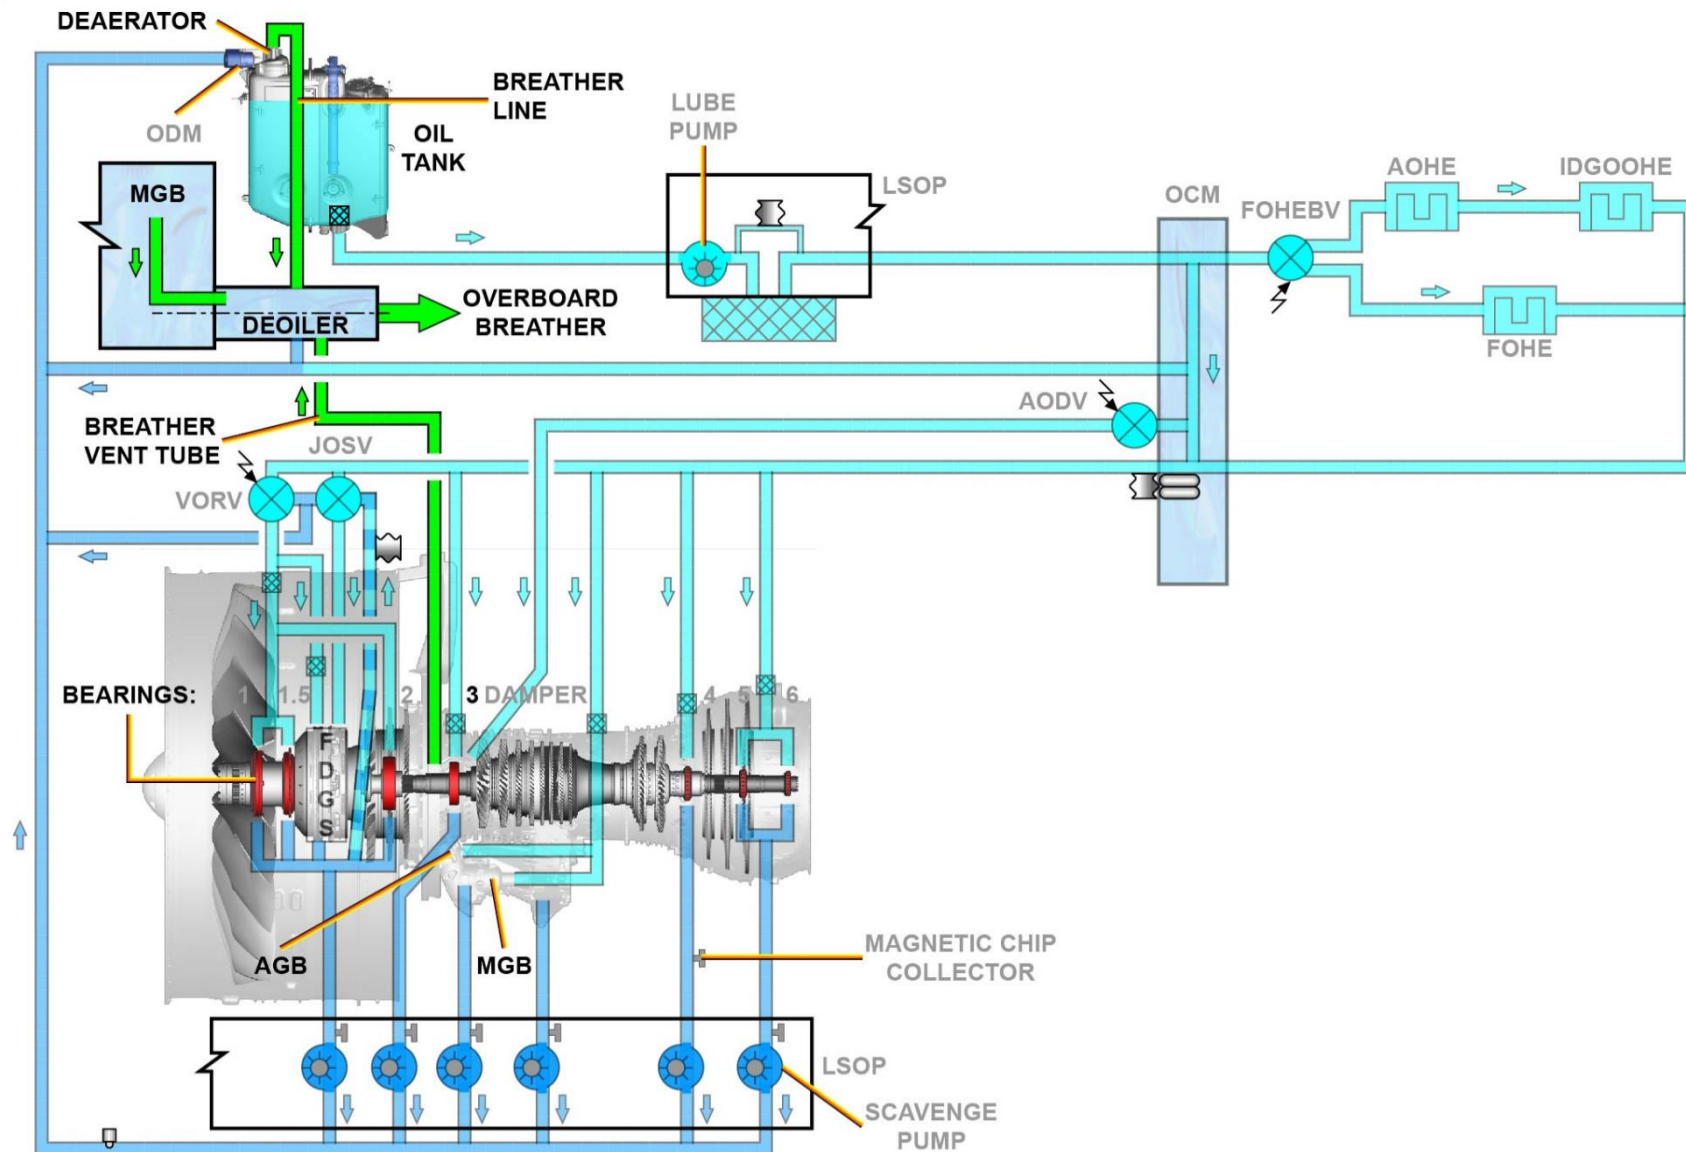 DEAERATOR
BREATHER
LINE
ODM
OIL
TANK
LUBE
PUMP
LSOP
MGB
OCM
FOHEBV
AOHE
IDGOOHE
OVERBOARD
BREATHER
DEOILER
FOHE
AODV
BREATHER
VENT TUBE
JOSV
VORV
BEARINGS:
1
1.5
2
3 DAMPER
4
5
6
F
D
G
S
AGB
MGB
MAGNETIC CHIP
COLLECTOR
LSOP
SCAVENGE
PUMP